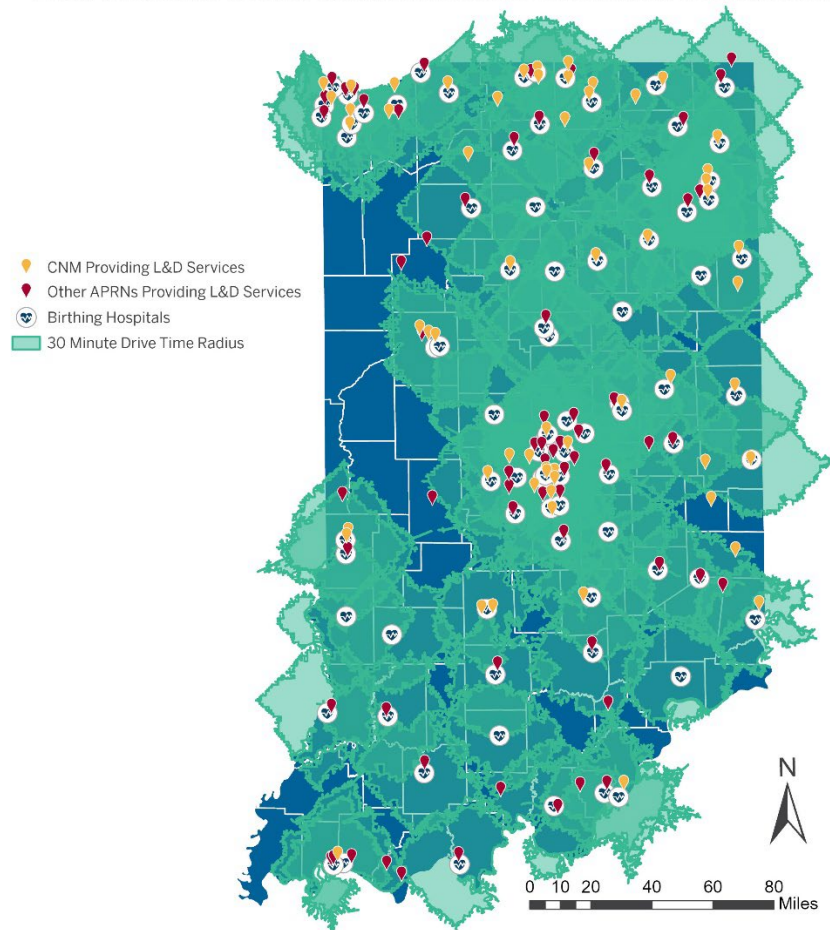 CNM Providing L&D Services
Other APRNs Providing L&D Services
Birthing Hospitals
30 Minute Drive Time Radius
N
0 10 20 40 60 80
Miles